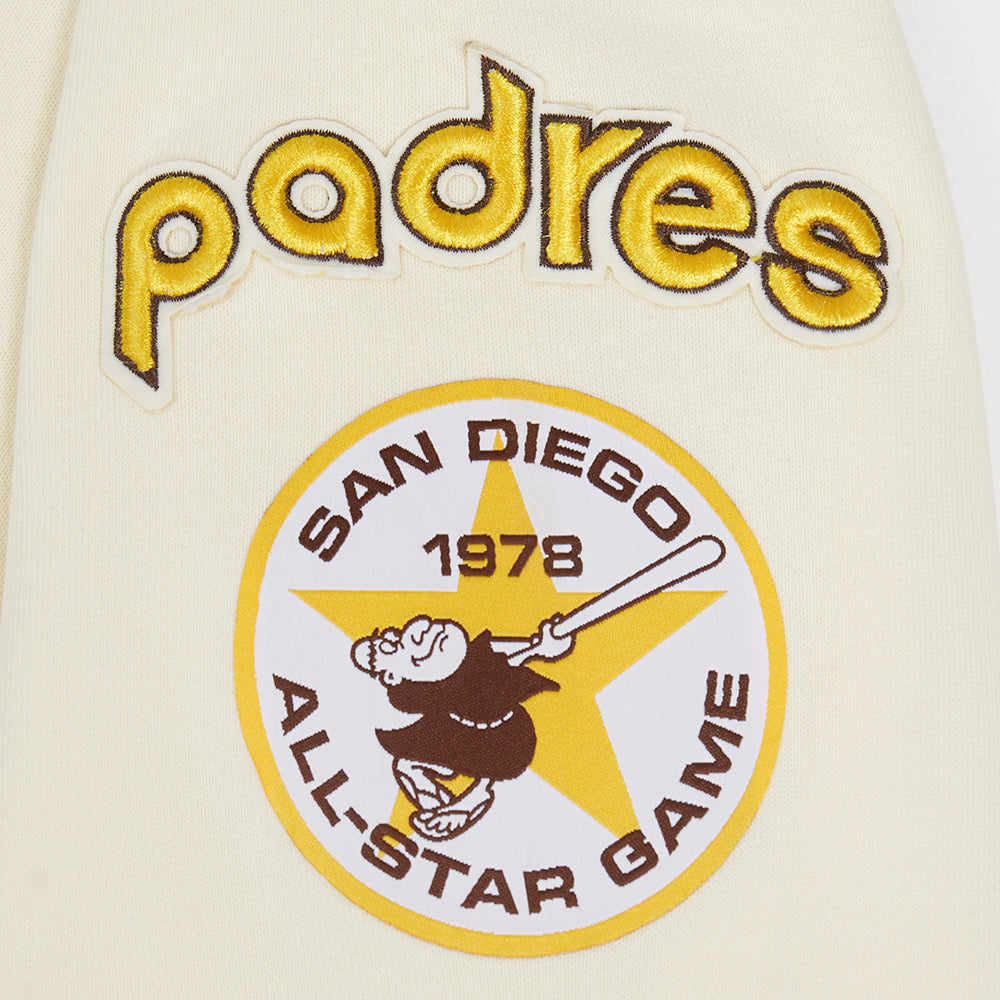 padres
SAN DIEGO
1978
ALL-STAR GAME